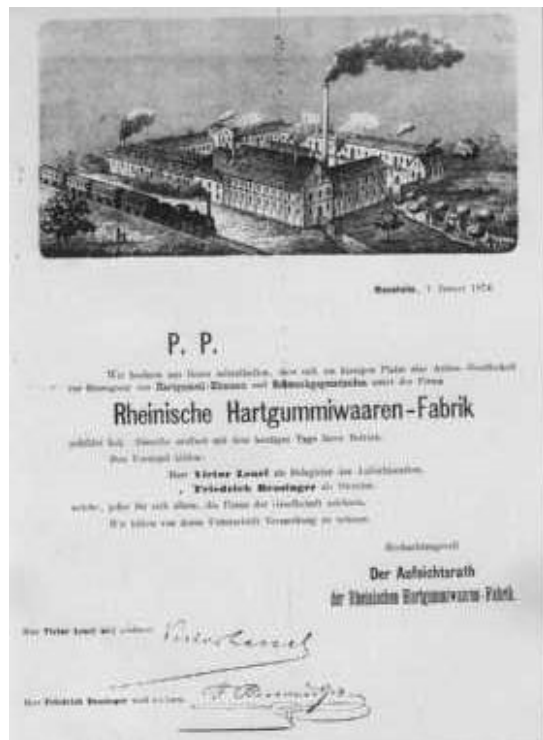 1 Januar
P. P.
Wir beehren uns Ihnen mitzutheilen, dass sich am hiesigen Platze eine Actien-Gesellschaft
zur Erzeugung von Hartgummi-Kämmen und Schmuckgegenständen unter der Firma
Rheinische Hartgummiwaaren-Fabrik
gebildet hat. Dieselbe eröffnet mit dem heutigen Tage ihren Betrieb.
Den Vorstand bilden:
Herr Victor Lenel als Delegirter des Aufsichtsrathes,
„ Friedrich Bensinger als Director,
welche, jeder für sich allein, die Firma der Gesellschaft zeichnen.
Wir bitten von deren Unterschrift Vormerkung zu nehmen
Hochachtungsvoll
Der Aufsichtsrath
der Rheinischen Hartgummiwaaren-Fabrik.
Herr Victor Lenel wird zeichnen: Victor Lenel
Herr Friedrich Bensinger wird zeichnen: F. Bensinger